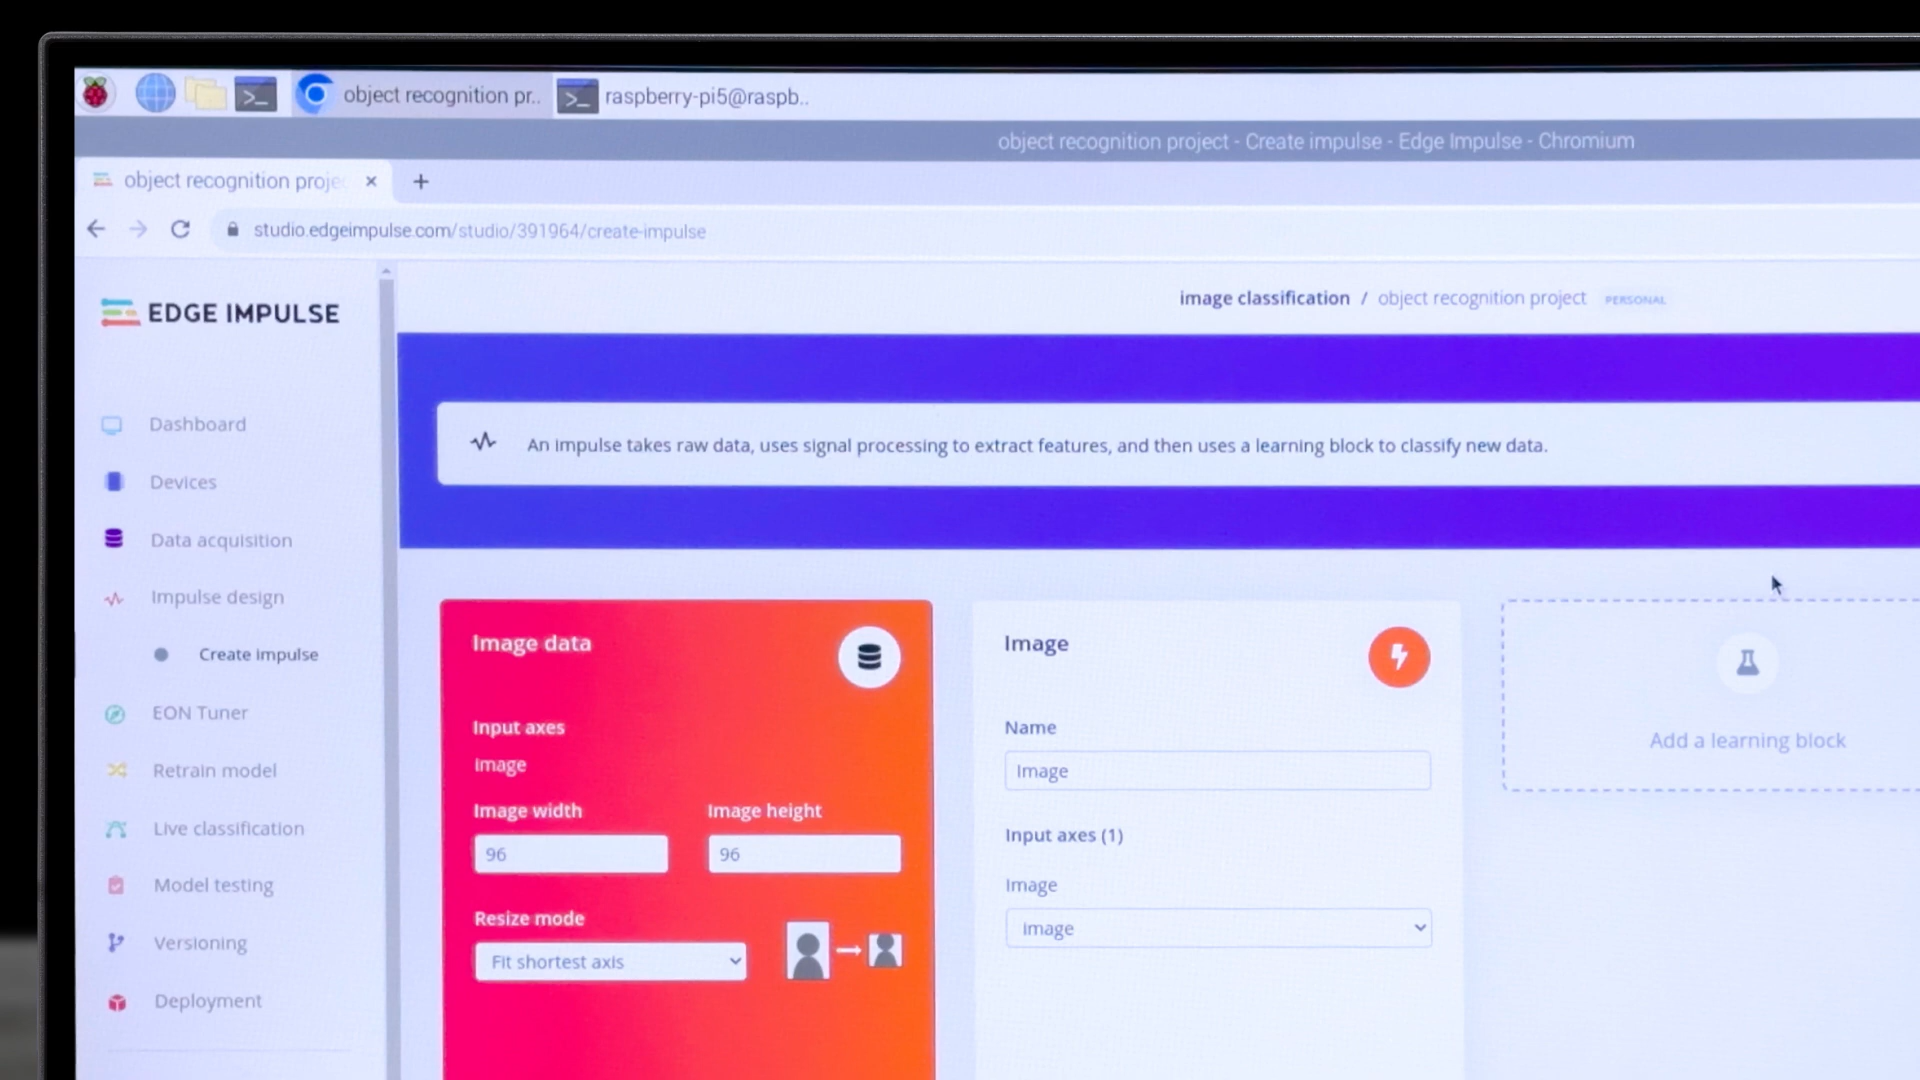 object recognition pr..
raspberry-pi5@raspb..
object recognition project - Create impulse - Edge Impulse - Chromium
object recognition projec
studio.edgeimpulse.com/studio/391964/create-impulse
EDGE IMPULSE
image classification / object recognition project PERSONAL
An impulse takes raw data, uses signal processing to extract features, and then uses a learning block to classify new data.
Dashboard
Devices
Data acquisition
Impulse design
Create impulse
EON Tuner
Retrain model
Live classification
Model testing
Versioning
Deployment
Image data
Input axes
image
Image width
Image height
96
96
Resize mode
Fit shortest axis
Image
Name
Image
Input axes (1)
Image
image
Add a learning block